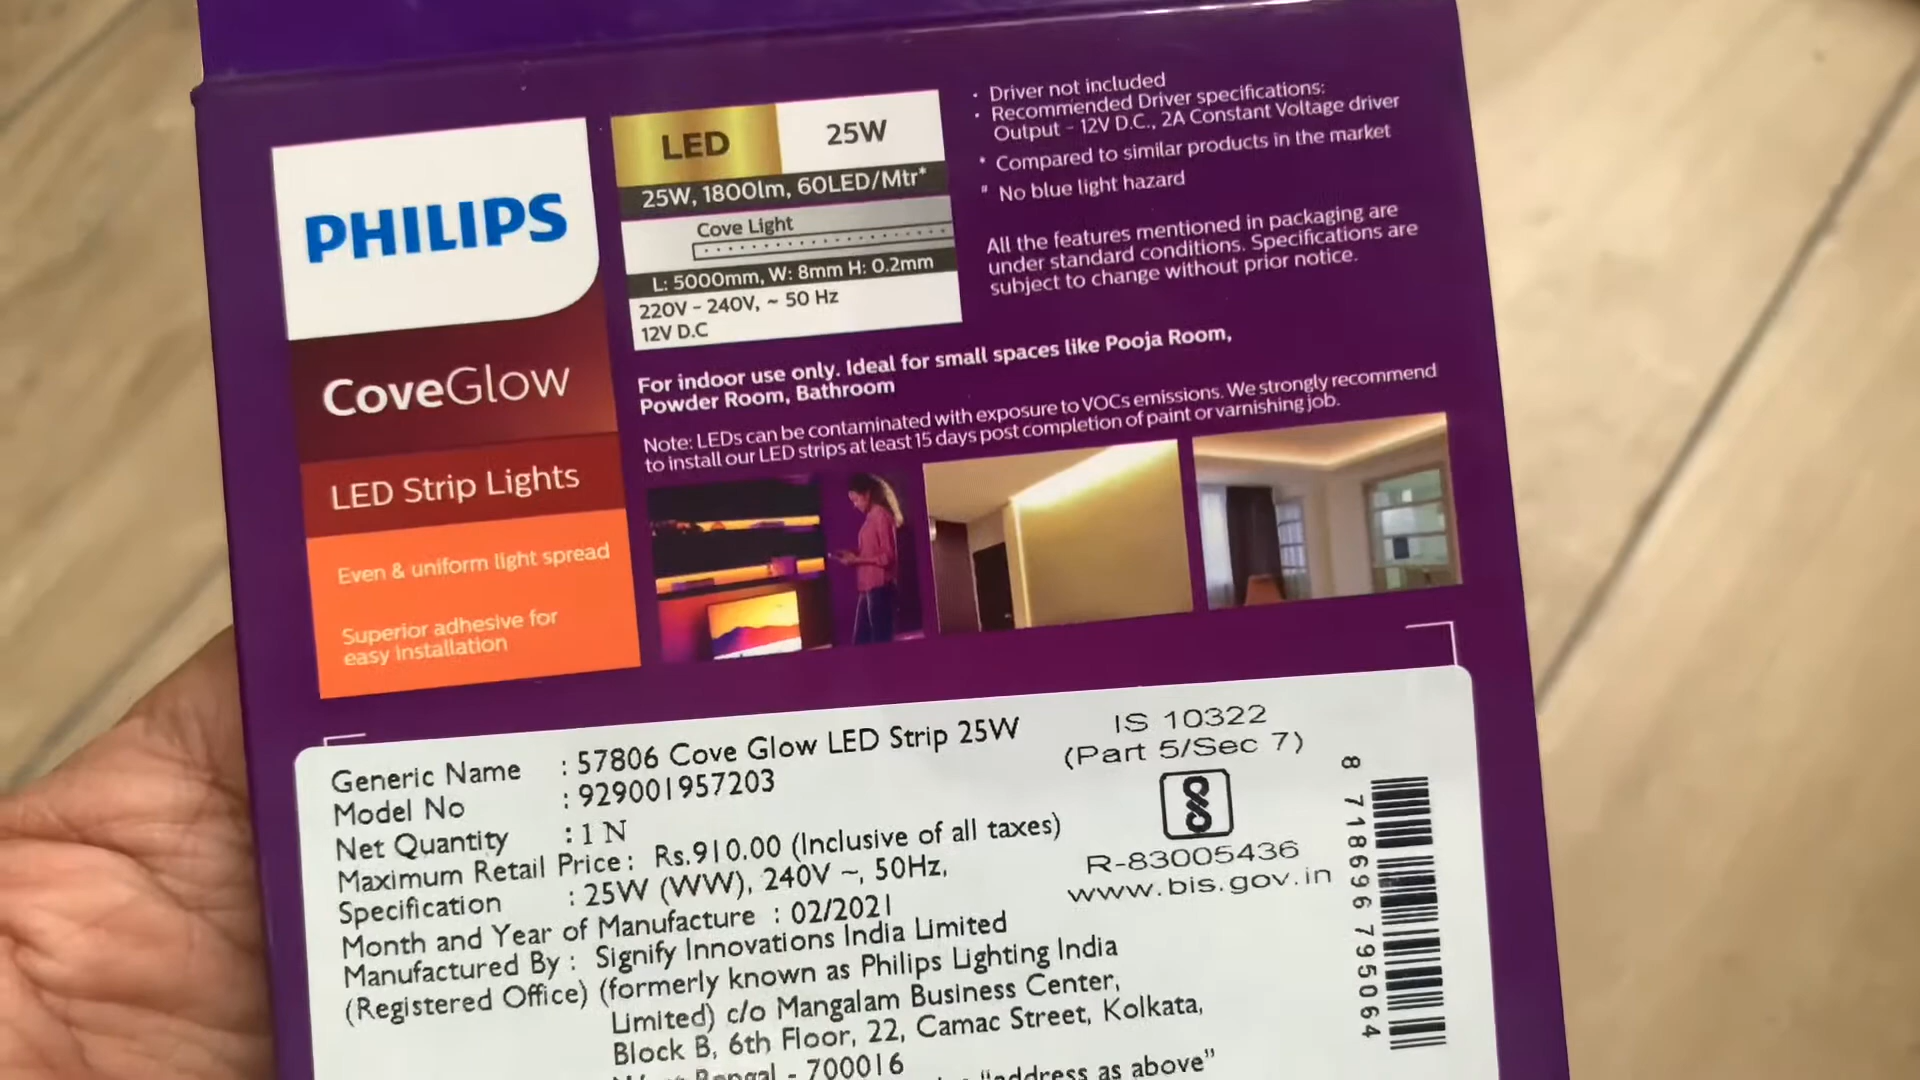 PHILIPS
CoveGlow
LED Strip Lights
Even & uniform light spread
Superior adhesive for
easy installation
LED 25W
25W, 1800lm, 60LED/Mtr*
Cove Light
L: 5000mm, W: 8mm H: 0.2mm
220V - 240V, ~ 50 Hz
12V D.C
· Driver not included
· Recommended Driver specifications:
Output - 12V D.C., 2A Constant Voltage driver
* Compared to similar products in the market
# No blue light hazard
All the features mentioned in packaging are
under standard conditions. Specifications are
subject to change without prior notice.
For indoor use only. Ideal for small spaces like Pooja Room,
Powder Room, Bathroom
Note: LEDs can be contaminated with exposure to VOCs emissions. We strongly recommend
to install our LED strips at least 15 days post completion of paint or varnishing job.
Generic Name : 57806 Cove Glow LED Strip 25W
Model No : 929001957203
Net Quantity : 1 N
Maximum Retail Price : Rs.910.00 (Inclusive of all taxes)
Specification : 25W (WW), 240V ~, 50Hz,
Month and Year of Manufacture : 02/2021
Manufactured By : Signify Innovations India Limited
(Registered Office) (formerly known as Philips Lighting India
Limited) c/o Mangalam Business Center,
Block B, 6th Floor, 22, Camac Street, Kolkata,
Bengal - 700016
"address as above"
IS 10322
(Part 5/Sec 7)
R-83005436
www.bis.gov.in
8 718696 795064